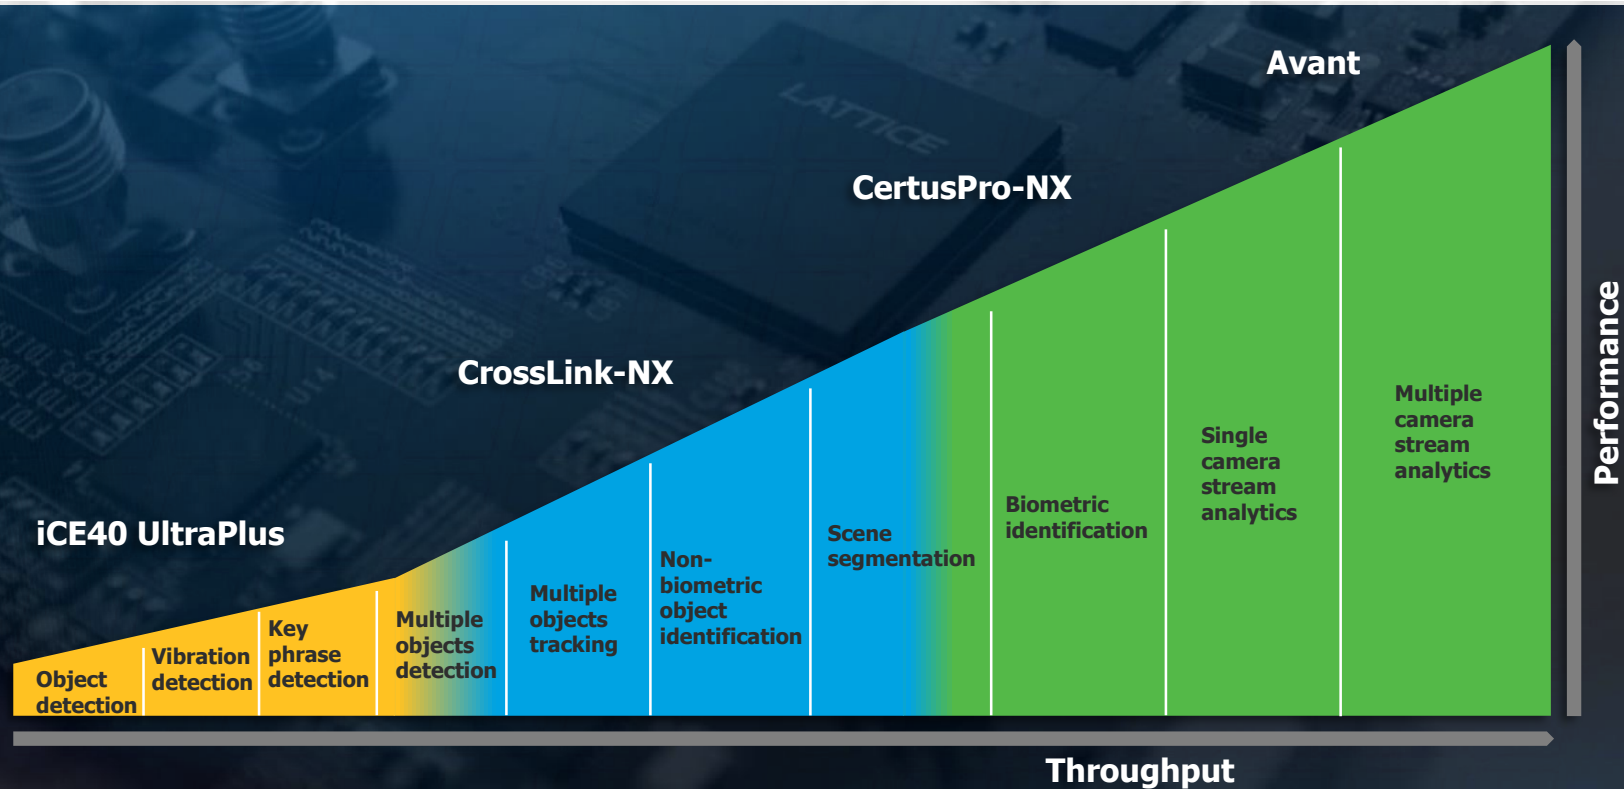 Avant
LATTICE
CertusPro-NX
CrossLink-NX
iCE40 UltraPlus
Object
detection
Vibration
detection
Key
phrase
detection
Multiple
objects
detection
Multiple
objects
tracking
Non-
biometric
object
identification
Scene
segmentation
Biometric
identification
Single
camera
stream
analytics
Multiple
camera
stream
analytics
Performance
Throughput